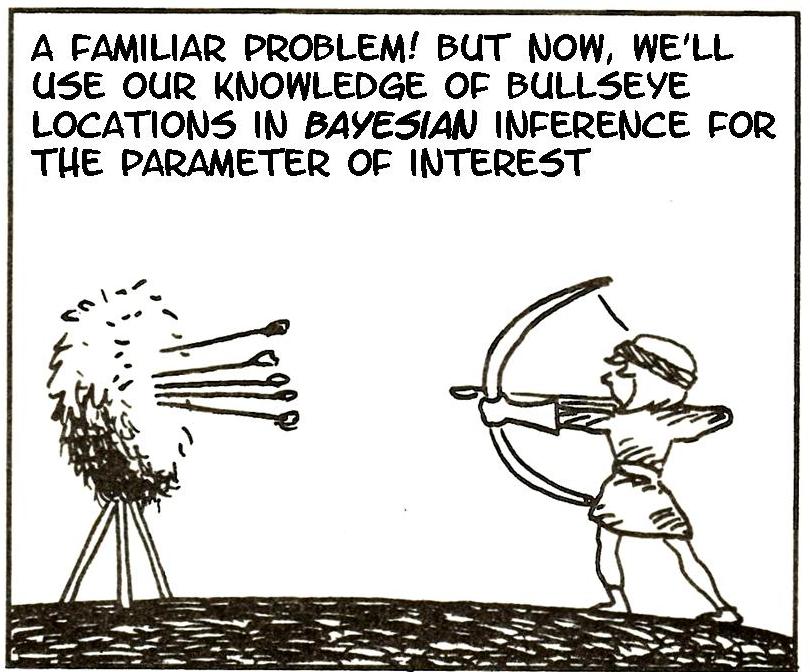 A FAMILIAR PROBLEM! BUT NOW, WE'LL
USE OUR KNOWLEDGE OF BULLSEYE
LOCATIONS IN BAYESIAN INFERENCE FOR
THE PARAMETER OF INTEREST